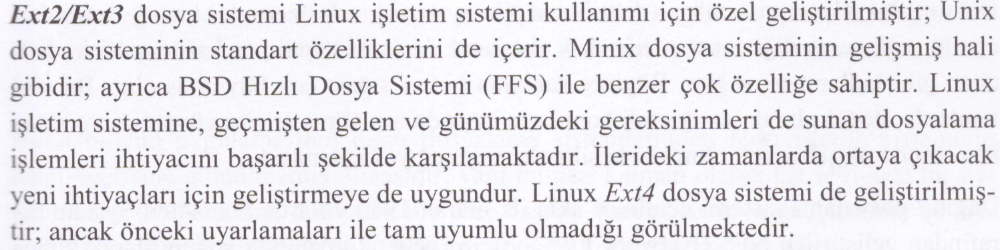 Ext2/Ext3 dosya sistemi Linux işletim sistemi kullanımı için özel geliştirilmiştir; Unix
dosya sisteminin standart özelliklerini de içerir. Minix dosya sisteminin gelişmiş hali
gibidir; ayrıca BSD Hızlı Dosya Sistemi (FFS) ile benzer çok özelliğe sahiptir. Linux
işletim sistemine, geçmişten gelen ve günümüzdeki gereksinimleri de sunan dosyalama
işlemleri ihtiyacını başarılı şekilde karşılamaktadır. İlerideki zamanlarda ortaya çıkacak
yeni ihtiyaçları için geliştirmeye de uygundur. Linux Ext4 dosya sistemi de geliştirilmiş-
tir; ancak önceki uyarlamaları ile tam uyumlu olmadığı görülmektedir.